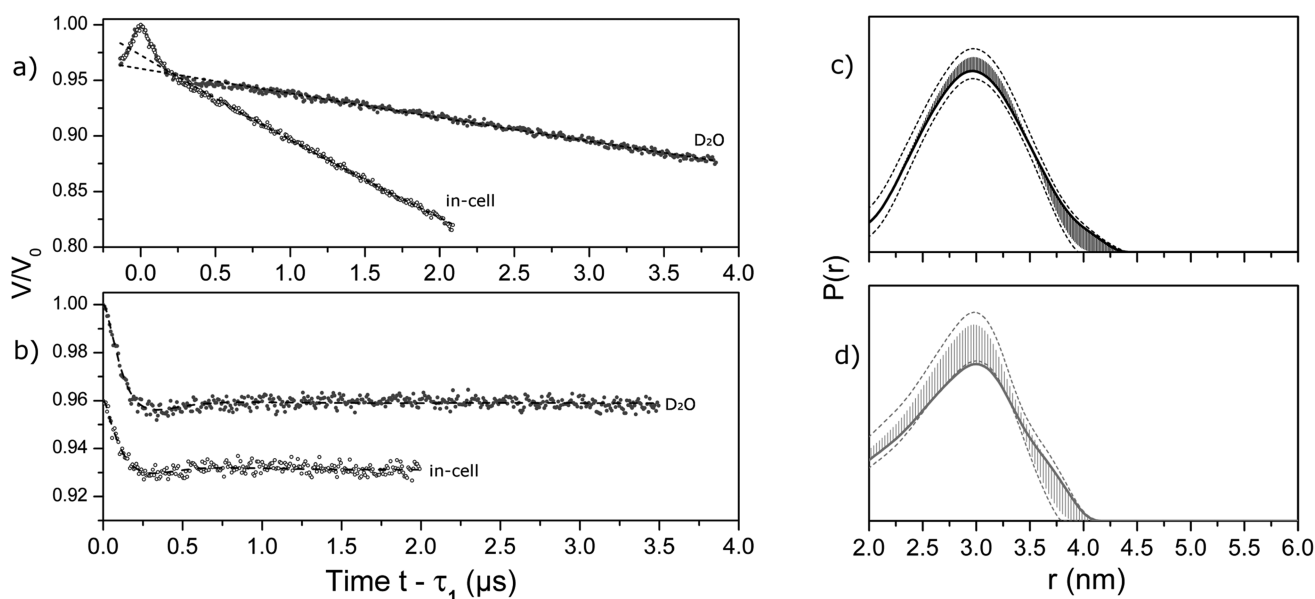 a)
1.00
0.95
0.90
0.85
0.80
D₂O
in-cell
0.0 0.5 1.0 1.5 2.0 2.5 3.0 3.5 4.0
V/V₀
b)
1.00
0.98
0.96
0.94
0.92
D₂O
in-cell
0.0 0.5 1.0 1.5 2.0 2.5 3.0 3.5 4.0
Time t - τ₁ (µs)
c)
P(r)
d)
2.0 2.5 3.0 3.5 4.0 4.5 5.0 5.5 6.0
r (nm)